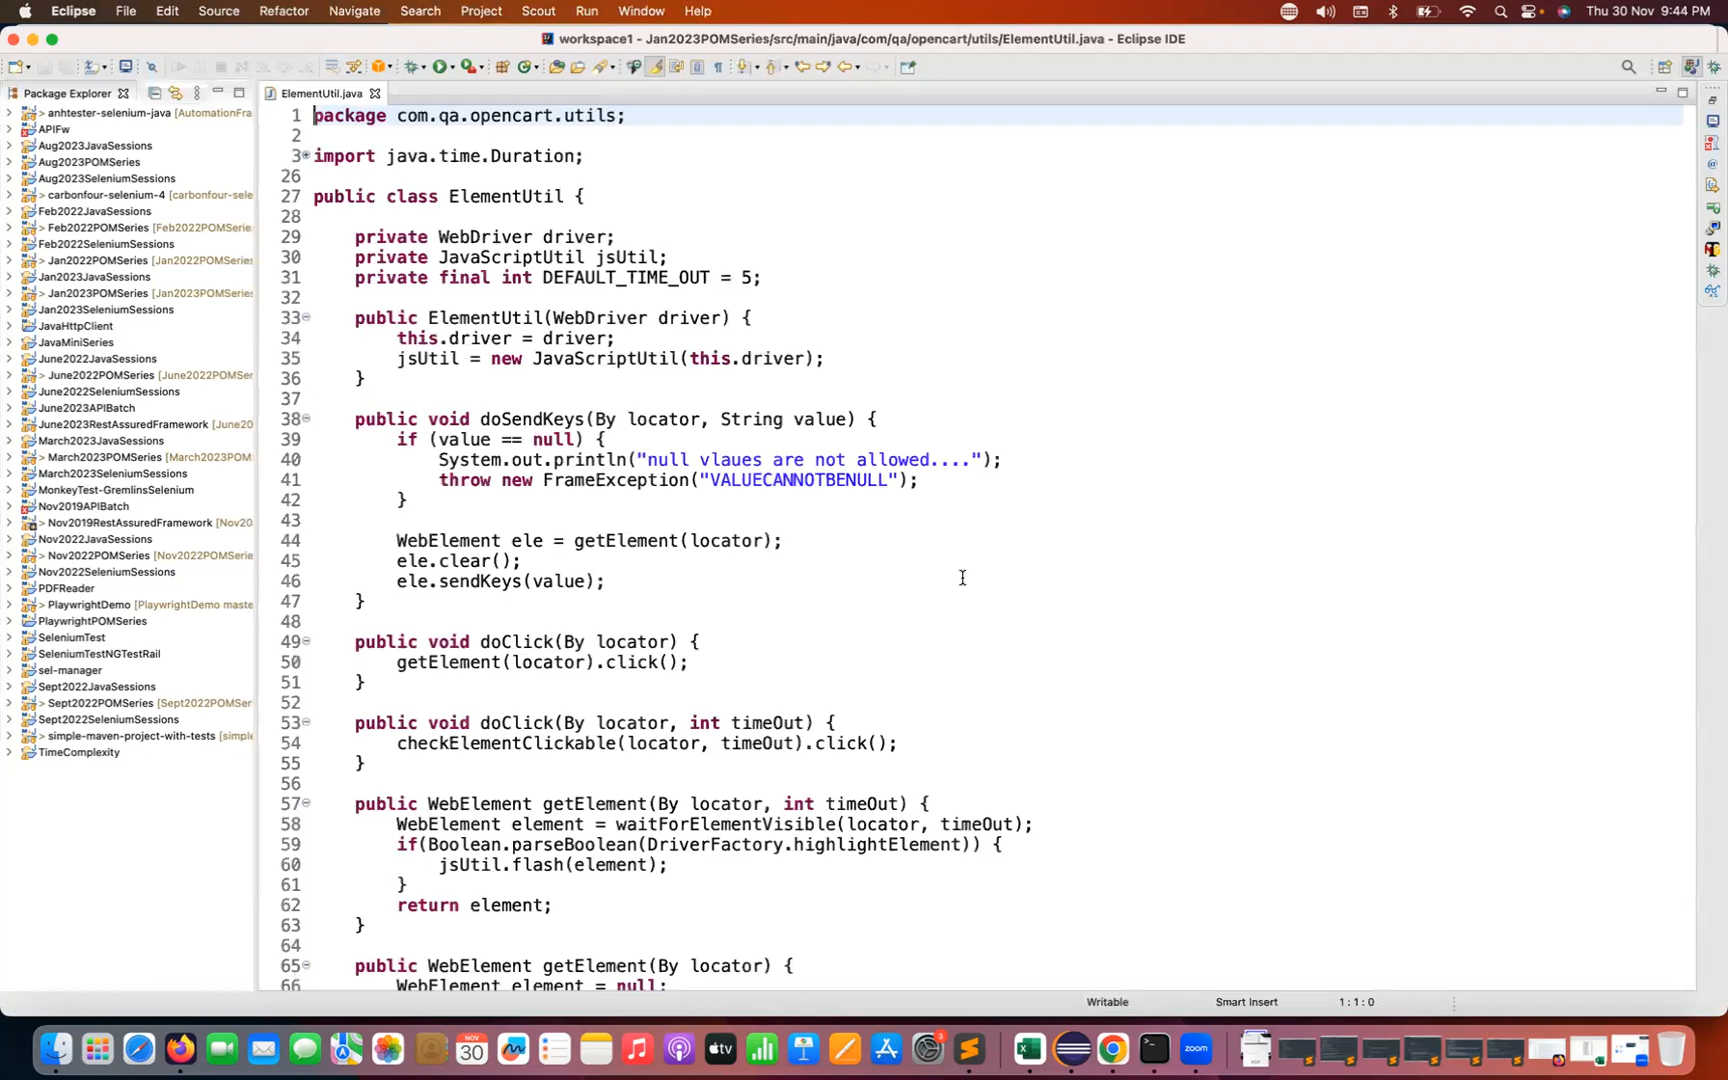 Eclipse File Edit Source Refactor Navigate Search Project Scout Run Window Help Thu 30 Nov 9:44 PM
workspace1 - Jan2023POMSeries/src/main/java/com/qa/opencart/utils/ElementUtil.java - Eclipse IDE
Package Explorer
anhtester-selenium-java [AutomationFra
APIFw
Aug2023JavaSessions
Aug2023POMSeries
Aug2023SeleniumSessions
> carbonfour-selenium-4 [carbonfour-sele
Feb2022JavaSessions
> Feb2022POMSeries [Feb2022POMSerie
Feb2022SeleniumSessions
> Jan2022POMSeries [Jan2022POMSeries
Jan2023JavaSessions
> Jan2023POMSeries [Jan2023POMSeries
Jan2023SeleniumSessions
JavaHttpClient
JavaMiniSeries
June2022JavaSessions
> June2022POMSeries [June2022POMSer
June2022SeleniumSessions
June2023APIBatch
June2023RestAssuredFramework [June20
March2023JavaSessions
> March2023POMSeries [March2023POM
March2023SeleniumSessions
MonkeyTest-GremlinsSelenium
Nov2019APIBatch
> Nov2019RestAssuredFramework [Nov20
Nov2022JavaSessions
> Nov2022POMSeries [Nov2022POMSerie
Nov2022SeleniumSessions
PDFReader
> PlaywrightDemo [PlaywrightDemo maste
PlaywrightPOMSeries
SeleniumTest
SeleniumTestNGTestRail
sel-manager
Sept2022JavaSessions
> Sept2022POMSeries [Sept2022POMSer
Sept2022SeleniumSessions
> simple-maven-project-with-tests [simple
TimeComplexity
ElementUtil.java
1 package com.qa.opencart.utils;
2
3 import java.time.Duration;
26
27 public class ElementUtil {
28
29 private WebDriver driver;
30 private JavaScriptUtil jsUtil;
31 private final int DEFAULT_TIME_OUT = 5;
32
33 public ElementUtil(WebDriver driver) {
34 this.driver = driver;
35 jsUtil = new JavaScriptUtil(this.driver);
36 }
37
38 public void doSendKeys(By locator, String value) {
39 if (value == null) {
40 System.out.println("null vlaues are not allowed....");
41 throw new FrameException("VALUECANNOTBENULL");
42 }
43
44 WebElement ele = getElement(locator);
45 ele.clear();
46 ele.sendKeys(value);
47 }
48
49 public void doClick(By locator) {
50 getElement(locator).click();
51 }
52
53 public void doClick(By locator, int timeOut) {
54 checkElementClickable(locator, timeOut).click();
55 }
56
57 public WebElement getElement(By locator, int timeOut) {
58 WebElement element = waitForElementVisible(locator, timeOut);
59 if(Boolean.parseBoolean(DriverFactory.highlightElement)) {
60 jsUtil.flash(element);
61 }
62 return element;
63 }
64
65 public WebElement getElement(By locator) {
66 WebElement element = null;
Writable Smart Insert 1 : 1 : 0
NOV
30
tv
3
zoom